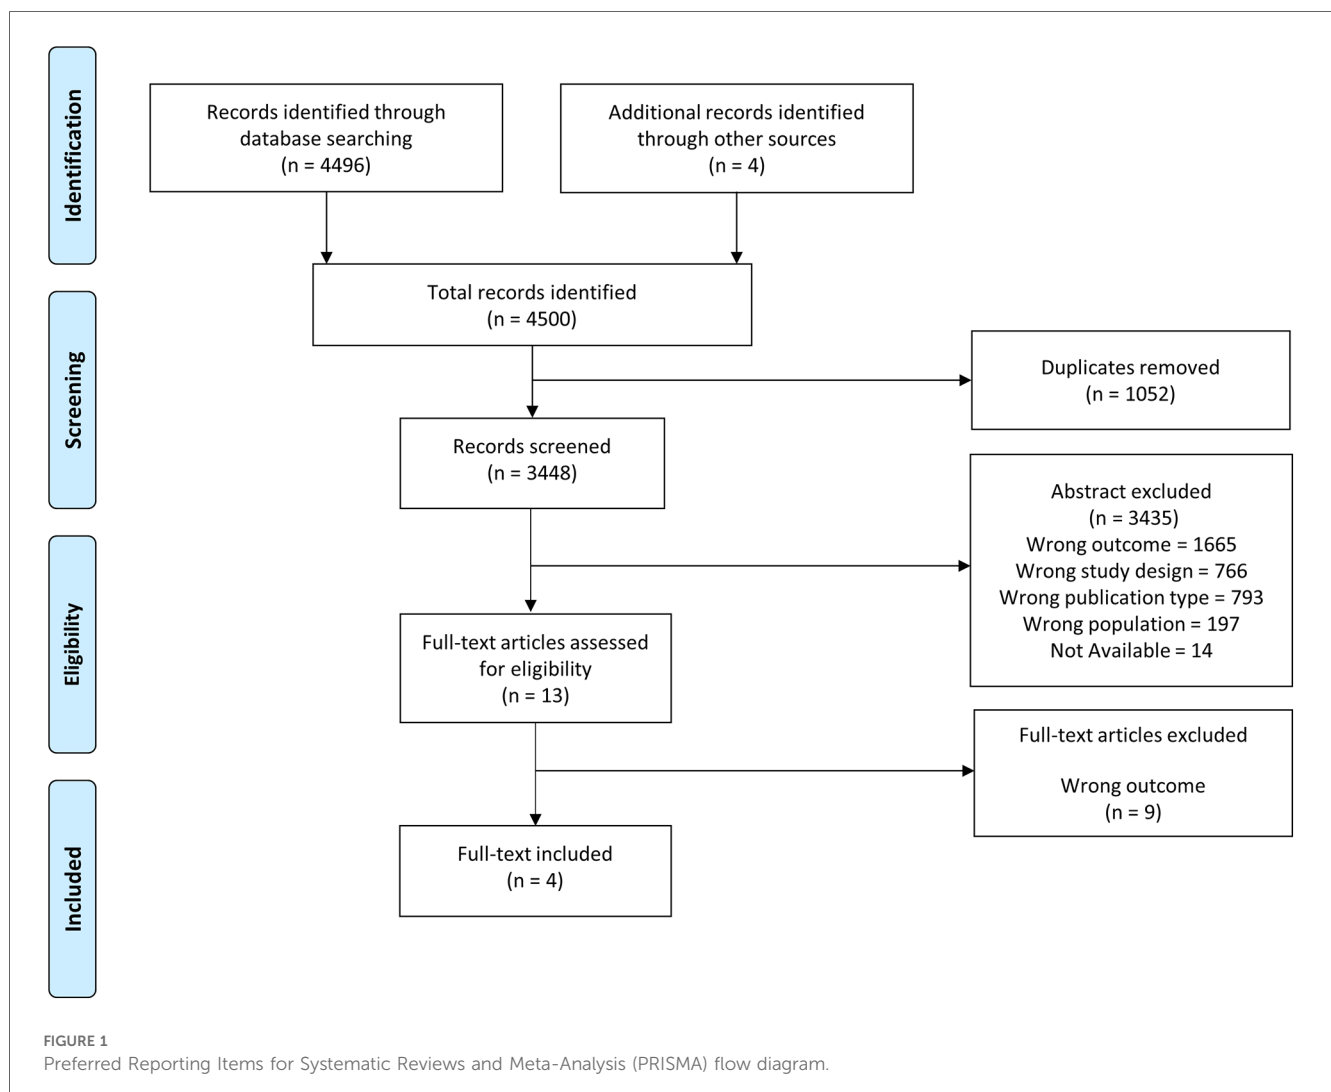 Identification
Records identified through
database searching
(n = 4496)
Additional records identified
through other sources
(n = 4)
Total records identified
(n = 4500)
Screening
Duplicates removed
(n = 1052)
Records screened
(n = 3448)
Abstract excluded
(n = 3435)
Wrong outcome = 1665
Wrong study design = 766
Wrong publication type = 793
Wrong population = 197
Not Available = 14
Eligibility
Full-text articles assessed
for eligibility
(n = 13)
Full-text articles excluded
Wrong outcome
(n = 9)
Included
Full-text included
(n = 4)
FIGURE 1
Preferred Reporting Items for Systematic Reviews and Meta-Analysis (PRISMA) flow diagram.